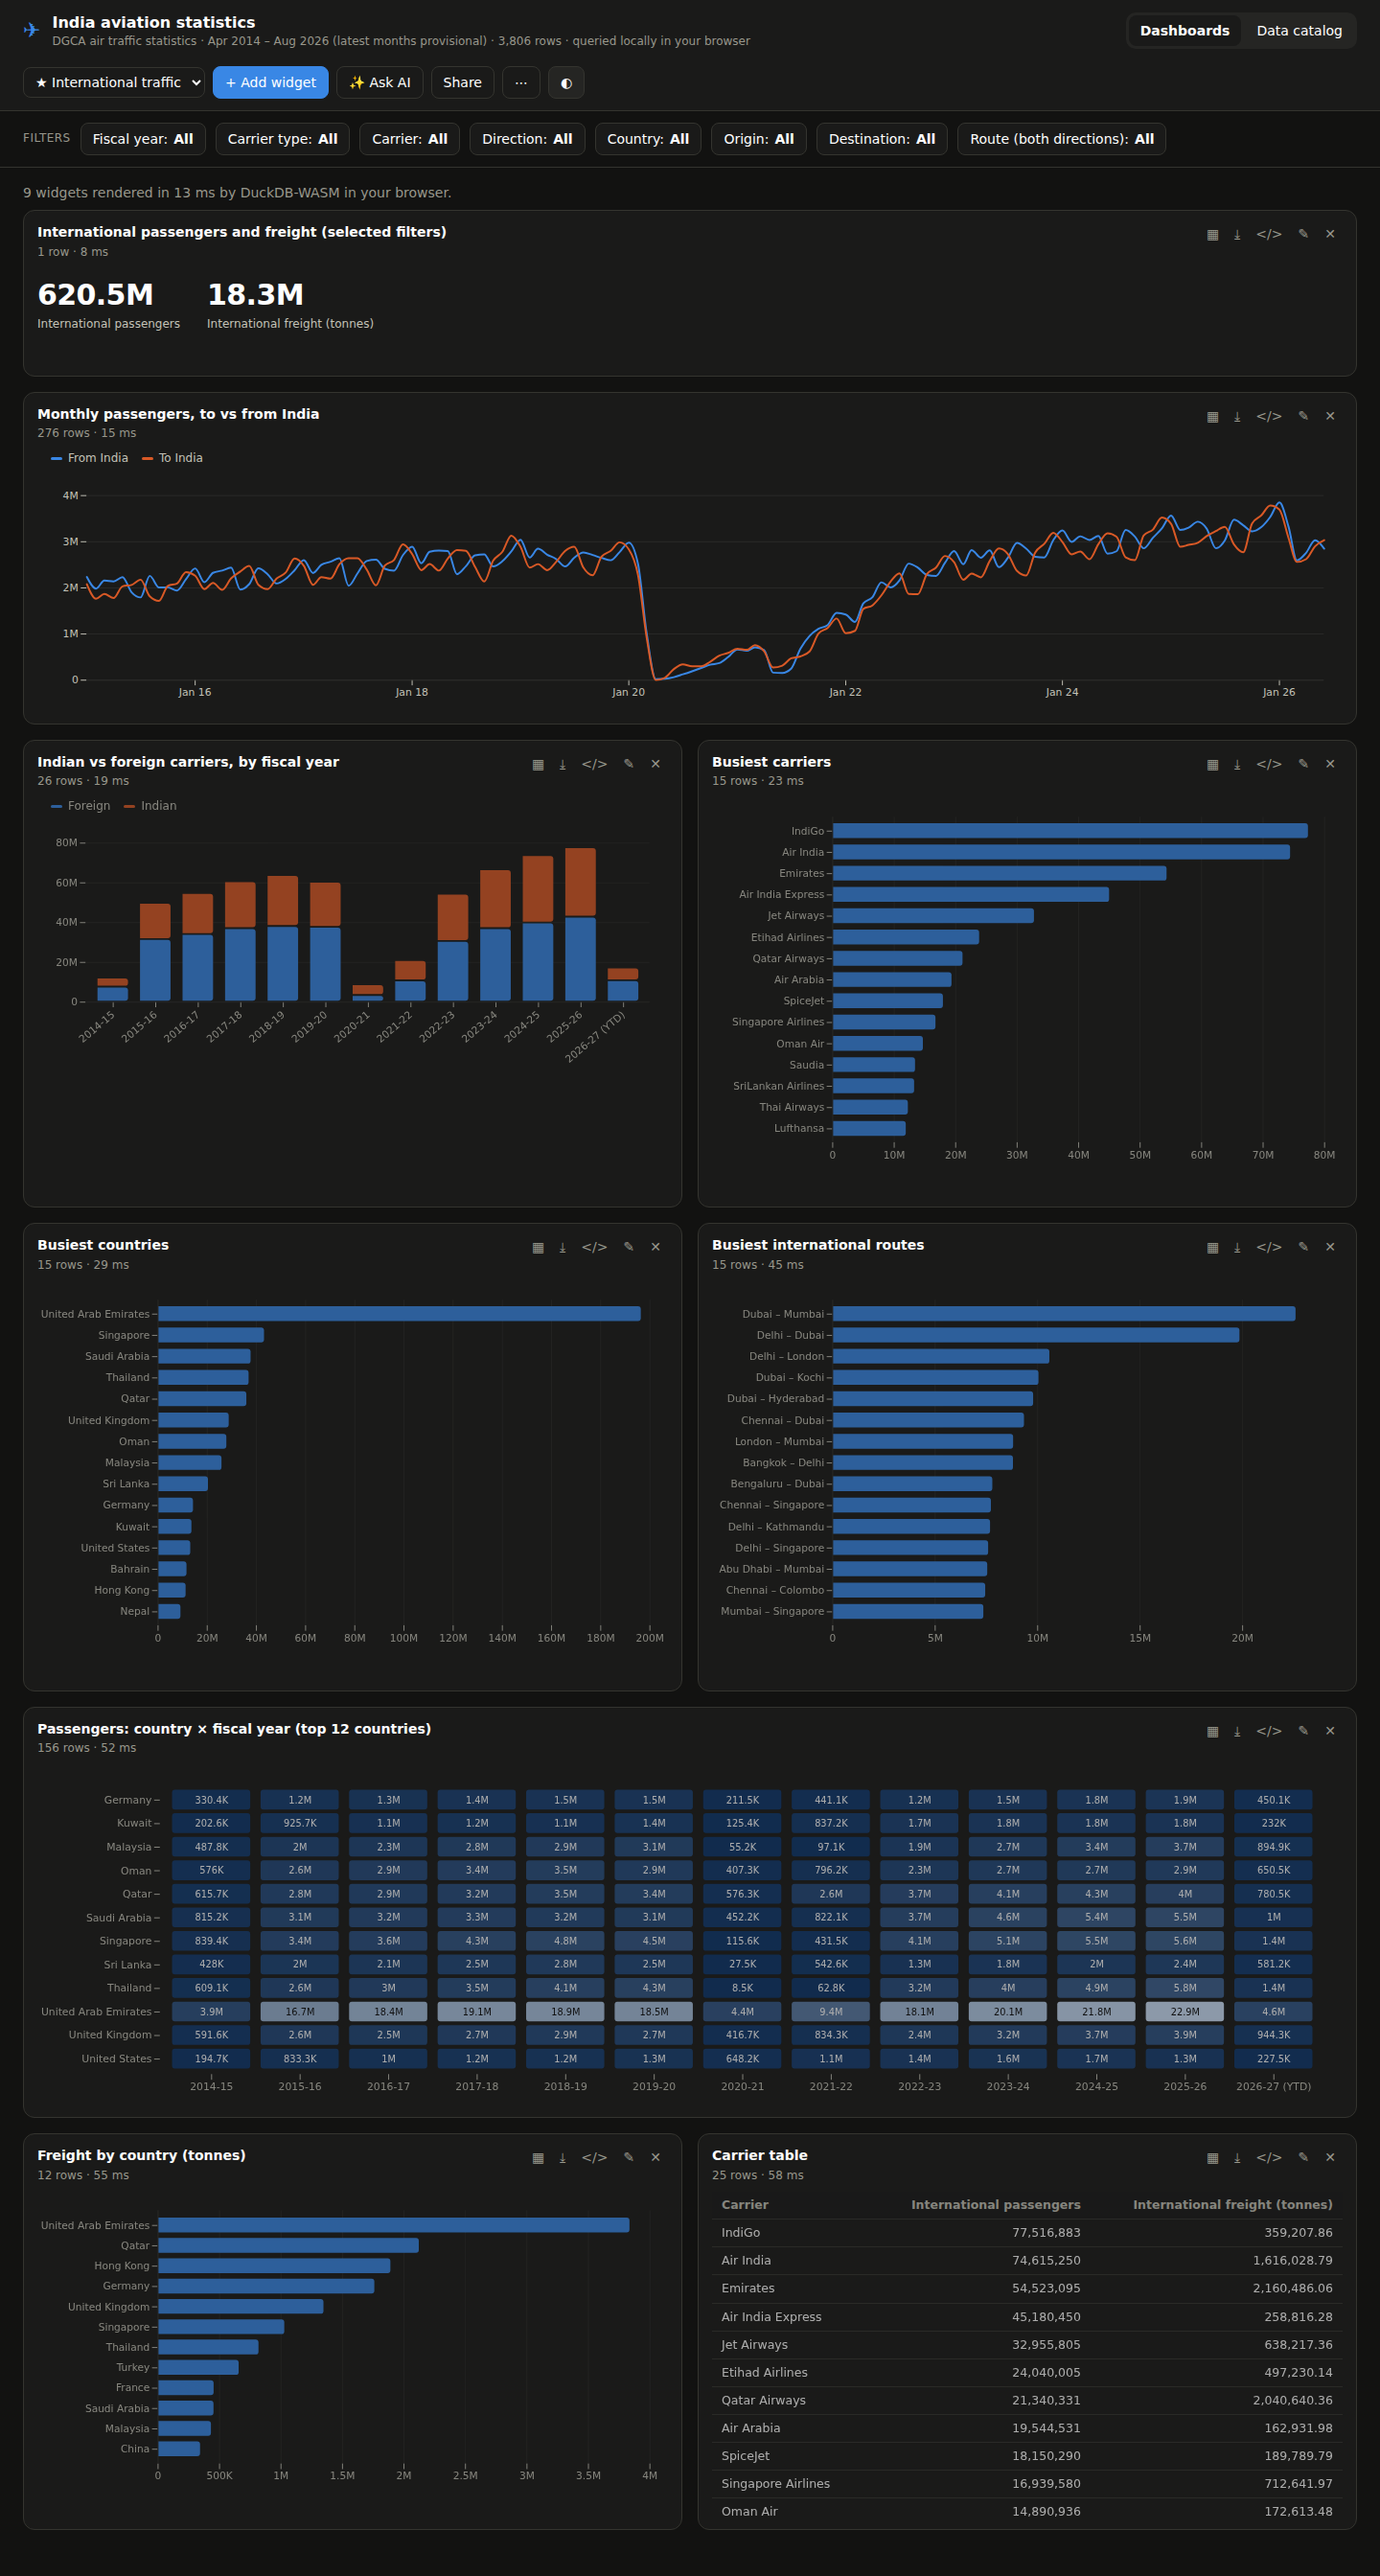 ✈ India aviation statistics
DGCA air traffic statistics · Apr 2014 – Aug 2026 (latest months provisional) · 3,806 rows · queried locally in your browser
Dashboards Data catalog
★ International traffic + Add widget ✨ Ask AI Share ⋯ ◐
FILTERS Fiscal year: All Carrier type: All Carrier: All Direction: All Country: All Origin: All Destination: All Route (both directions): All
9 widgets rendered in 13 ms by DuckDB-WASM in your browser.
International passengers and freight (selected filters)
▦ ⤓ </> ✎ ✕
1 row · 8 ms
620.5M 18.3M
International passengers International freight (tonnes)
Monthly passengers, to vs from India
▦ ⤓ </> ✎ ✕
276 rows · 15 ms
From India To India
4M
3M
2M
1M
0
Jan 16 Jan 18 Jan 20 Jan 22 Jan 24 Jan 26
Indian vs foreign carriers, by fiscal year
▦ ⤓ </> ✎ ✕
26 rows · 19 ms
Foreign Indian
80M
60M
40M
20M
0
2014-15 2015-16 2016-17 2017-18 2018-19 2019-20 2020-21 2021-22 2022-23 2023-24 2024-25 2025-26 2026-27 (YTD)
Busiest carriers
▦ ⤓ </> ✎ ✕
15 rows · 23 ms
IndiGo
Air India
Emirates
Air India Express
Jet Airways
Etihad Airlines
Qatar Airways
Air Arabia
SpiceJet
Singapore Airlines
Oman Air
Saudia
SriLankan Airlines
Thai Airways
Lufthansa
0 10M 20M 30M 40M 50M 60M 70M 80M
Busiest countries
▦ ⤓ </> ✎ ✕
15 rows · 29 ms
United Arab Emirates
Singapore
Saudi Arabia
Thailand
Qatar
United Kingdom
Oman
Malaysia
Sri Lanka
Germany
Kuwait
United States
Bahrain
Hong Kong
Nepal
0 20M 40M 60M 80M 100M 120M 140M 160M 180M 200M
Busiest international routes
▦ ⤓ </> ✎ ✕
15 rows · 45 ms
Dubai – Mumbai
Delhi – Dubai
Delhi – London
Dubai – Kochi
Dubai – Hyderabad
Chennai – Dubai
London – Mumbai
Bangkok – Delhi
Bengaluru – Dubai
Chennai – Singapore
Delhi – Kathmandu
Delhi – Singapore
Abu Dhabi – Mumbai
Chennai – Colombo
Mumbai – Singapore
0 5M 10M 15M 20M
Passengers: country × fiscal year (top 12 countries)
▦ ⤓ </> ✎ ✕
156 rows · 52 ms
Germany 330.4K 1.2M 1.3M 1.4M 1.5M 1.5M 211.5K 441.1K 1.2M 1.5M 1.8M 1.9M 450.1K
Kuwait 202.6K 925.7K 1.1M 1.2M 1.1M 1.4M 125.4K 837.2K 1.7M 1.8M 1.8M 1.8M 232K
Malaysia 487.8K 2M 2.3M 2.8M 2.9M 3.1M 55.2K 97.1K 1.9M 2.7M 3.4M 3.7M 894.9K
Oman 576K 2.6M 2.9M 3.4M 3.5M 2.9M 407.3K 796.2K 2.3M 2.7M 2.7M 2.9M 650.5K
Qatar 615.7K 2.8M 2.9M 3.2M 3.5M 3.4M 576.3K 2.6M 3.7M 4.1M 4.3M 4M 780.5K
Saudi Arabia 815.2K 3.1M 3.2M 3.3M 3.2M 3.1M 452.2K 822.1K 3.7M 4.6M 5.4M 5.5M 1M
Singapore 839.4K 3.4M 3.6M 4.3M 4.8M 4.5M 115.6K 431.5K 4.1M 5.1M 5.5M 5.6M 1.4M
Sri Lanka 428K 2M 2.1M 2.5M 2.8M 2.5M 27.5K 542.6K 1.3M 1.8M 2M 2.4M 581.2K
Thailand 609.1K 2.6M 3M 3.5M 4.1M 4.3M 8.5K 62.8K 3.2M 4M 4.9M 5.8M 1.4M
United Arab Emirates 3.9M 16.7M 18.4M 19.1M 18.9M 18.5M 4.4M 9.4M 18.1M 20.1M 21.8M 22.9M 4.6M
United Kingdom 591.6K 2.6M 2.5M 2.7M 2.9M 2.7M 416.7K 834.3K 2.4M 3.2M 3.7M 3.9M 944.3K
United States 194.7K 833.3K 1M 1.2M 1.2M 1.3M 648.2K 1.1M 1.4M 1.6M 1.7M 1.3M 227.5K
2014-15 2015-16 2016-17 2017-18 2018-19 2019-20 2020-21 2021-22 2022-23 2023-24 2024-25 2025-26 2026-27 (YTD)
Freight by country (tonnes)
▦ ⤓ </> ✎ ✕
12 rows · 55 ms
United Arab Emirates
Qatar
Hong Kong
Germany
United Kingdom
Singapore
Thailand
Turkey
France
Saudi Arabia
Malaysia
China
0 500K 1M 1.5M 2M 2.5M 3M 3.5M 4M
Carrier table
▦ ⤓ </> ✎ ✕
25 rows · 58 ms
Carrier International passengers International freight (tonnes)
IndiGo 77,516,883 359,207.86
Air India 74,615,250 1,616,028.79
Emirates 54,523,095 2,160,486.06
Air India Express 45,180,450 258,816.28
Jet Airways 32,955,805 638,217.36
Etihad Airlines 24,040,005 497,230.14
Qatar Airways 21,340,331 2,040,640.36
Air Arabia 19,544,531 162,931.98
SpiceJet 18,150,290 189,789.79
Singapore Airlines 16,939,580 712,641.97
Oman Air 14,890,936 172,613.48